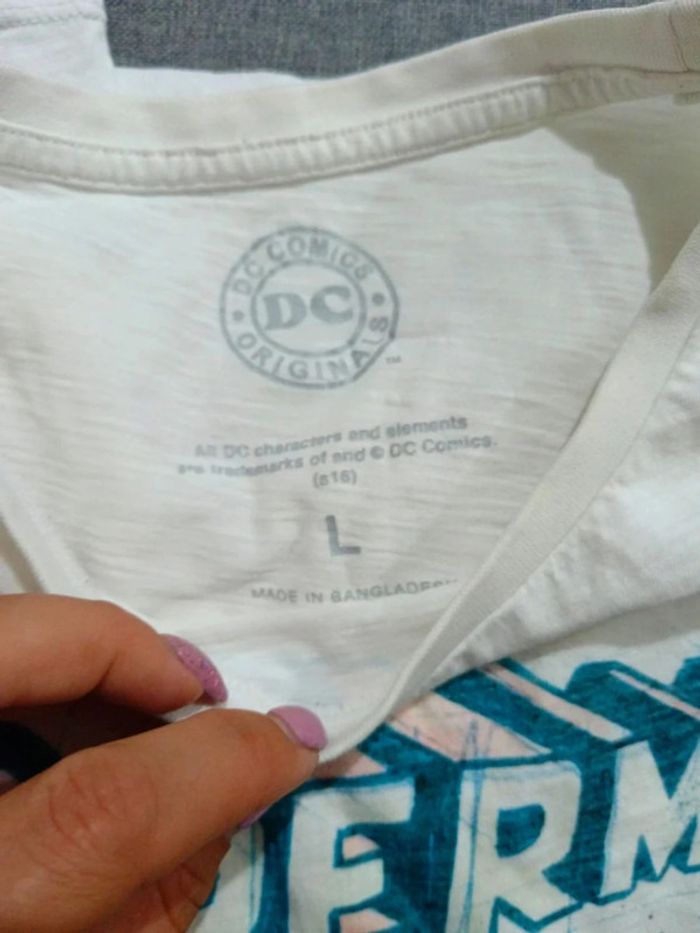 DC COMICS
DC
ORIGINALS
TM
All DC characters and elements
are trademarks of and © DC Comics.
(s16)
L
MADE IN BANGLADESH
ERM